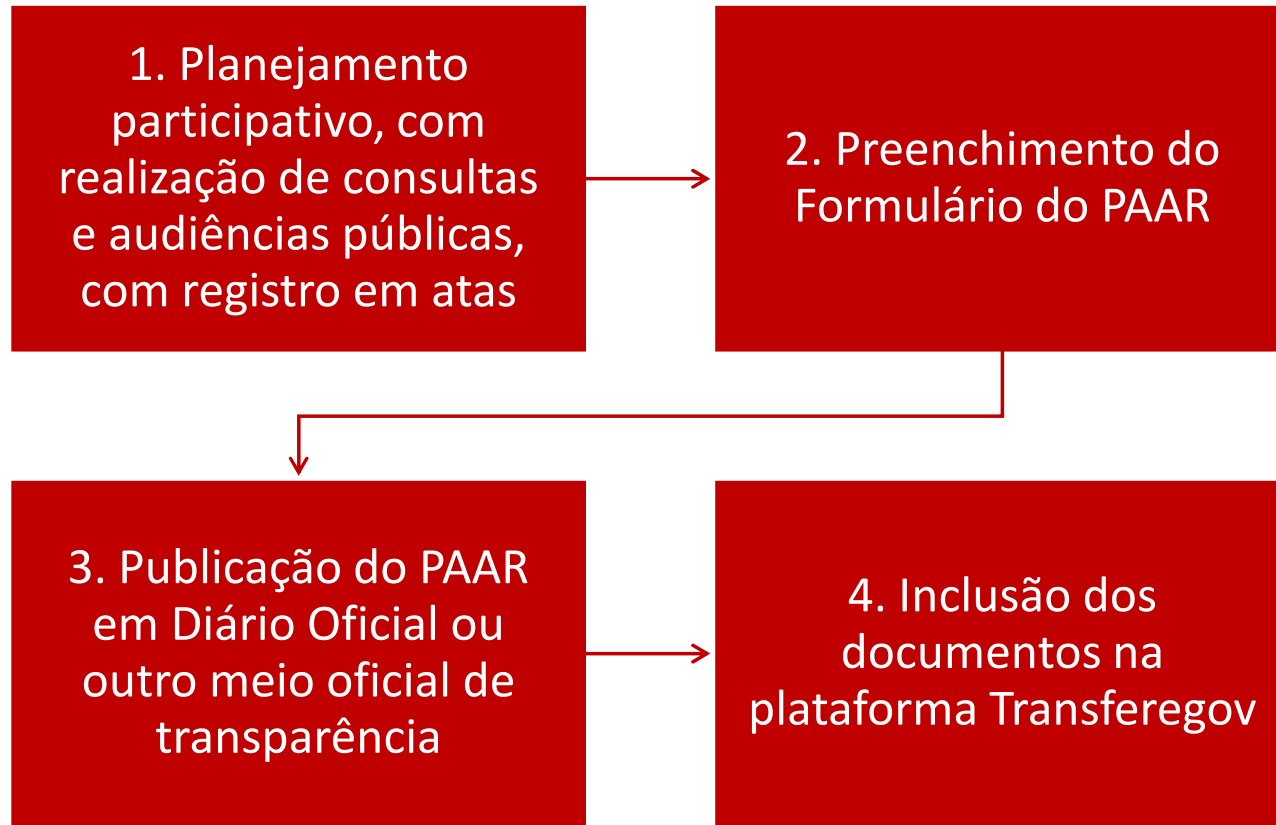 1. Planejamento
participativo, com
realização de consultas
e audiências públicas,
com registro em atas
2. Preenchimento do
Formulário do PAAR
3. Publicação do PAAR
em Diário Oficial ou
outro meio oficial de
transparência
4. Inclusão dos
documentos na
plataforma Transferegov